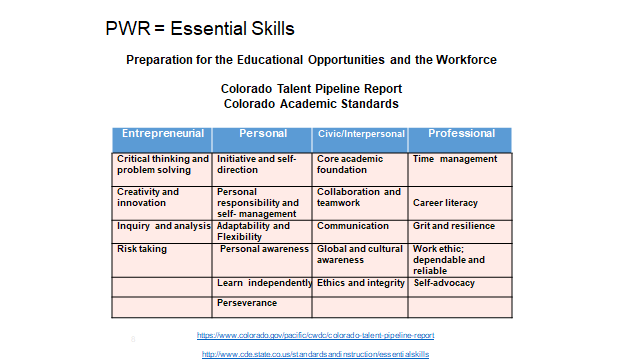 PWR = Essential Skills
Preparation for the Educational Opportunities and the Workforce
Colorado Talent Pipeline Report
Colorado Academic Standards
Entrepreneurial Personal Civic/Interpersonal Professional
Critical thinking and problem solving Initiative and self-direction Core academic foundation Time management
Creativity and innovation Personal responsibility and self- management Collaboration and teamwork Career literacy
Inquiry and analysis Adaptability and Flexibility Communication Grit and resilience
Risk taking Personal awareness Global and cultural awareness Work ethic; dependable and reliable
Learn independently Ethics and integrity Self-advocacy
Perseverance
https://www.colorado.gov/pacific/cwdc/colorado-talent-pipeline-report
http://www.cde.state.co.us/standardsandinstruction/essentialskills